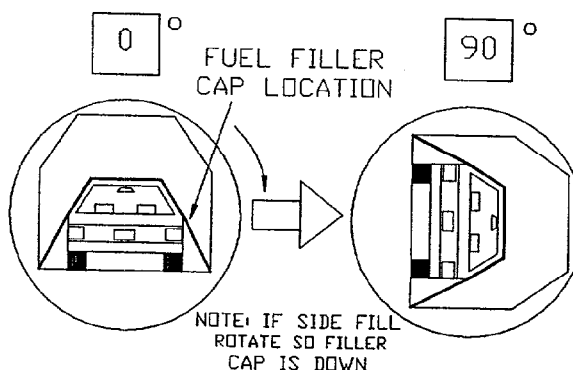 0°
90°
FUEL FILLER
CAP LOCATION
NOTE: IF SIDE FILL
ROTATE SO FILLER
CAP IS DOWN